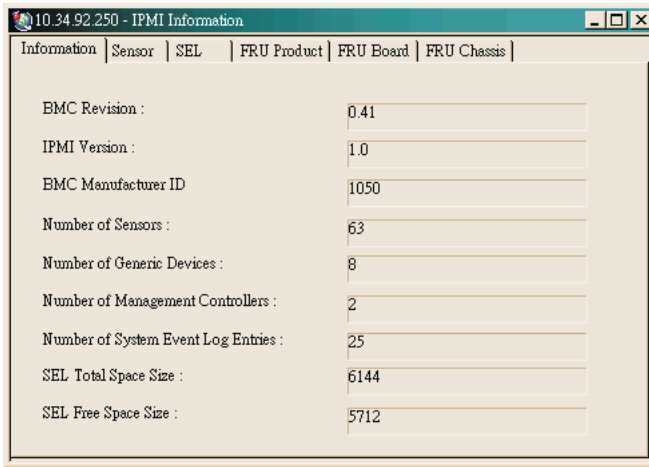 10.34.92.250 - IPMI Information
Information Sensor SEL FRU Product FRU Board FRU Chassis
BMC Revision : 0.41
IPMI Version : 1.0
BMC Manufacturer ID 1050
Number of Sensors : 63
Number of Generic Devices : 8
Number of Management Controllers : 2
Number of System Event Log Entries : 25
SEL Total Space Size : 6144
SEL Free Space Size : 5712